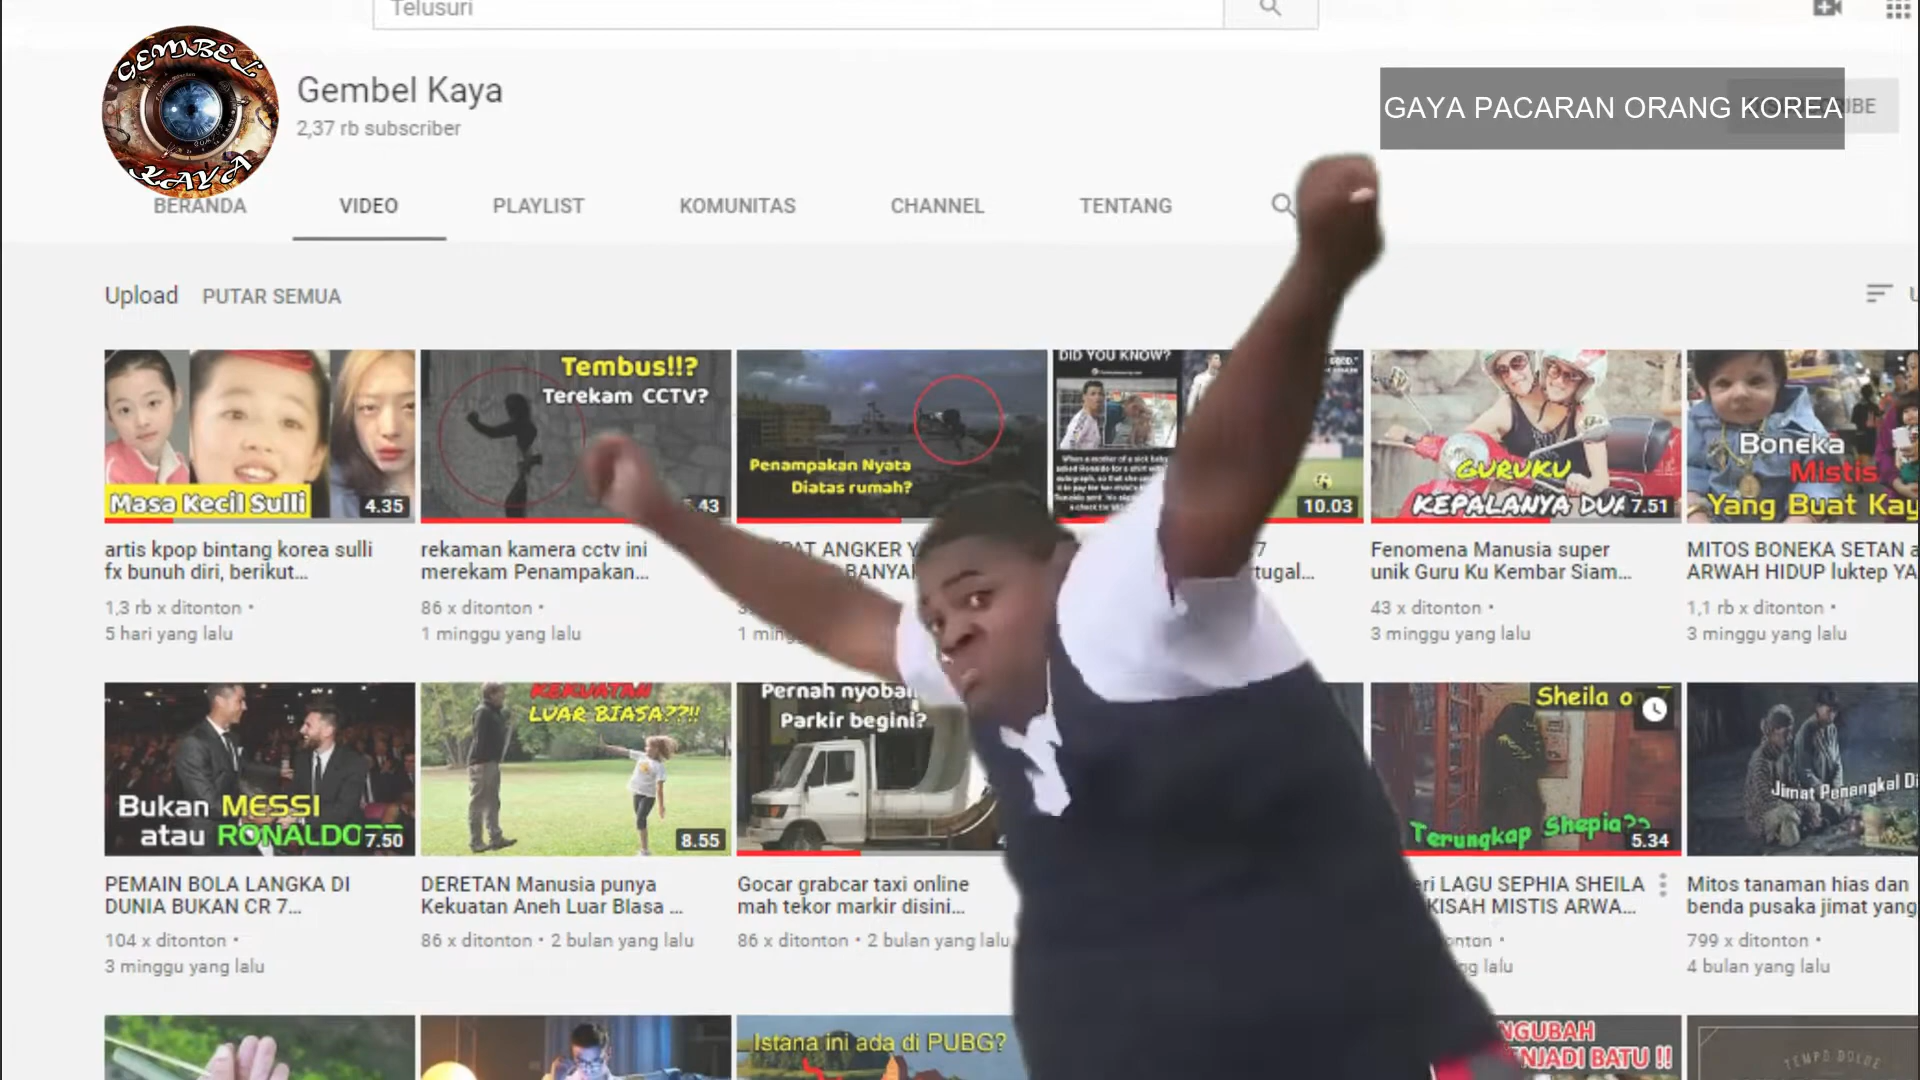 Telusuri
GEMBEL
KAYA
Gembel Kaya
2,37 rb subscriber
GAYA PACARAN ORANG KOREA
BERANDA
VIDEO
PLAYLIST
KOMUNITAS
CHANNEL
TENTANG
Upload
PUTAR SEMUA
Masa Kecil Sulli
4.35
artis kpop bintang korea sulli
fx bunuh diri, berikut...
1,3 rb x ditonton •
5 hari yang lalu
Tembus!!?
Terekam CCTV?
43
rekaman kamera cctv ini
merekam Penampakan...
86 x ditonton •
1 minggu yang lalu
Penampakan Nyata
Diatas rumah?
ANGKER
1
DID YOU KNOW?
10.03
GURUKU
KEPALANYA
7.51
Fenomena Manusia super
unik Guru Ku Kembar Siam...
43 x ditonton •
3 minggu yang lalu
Boneka
Mistis
Yang Buat
MITOS BONEKA SETAN
ARWAH HIDUP luktep
1,1 rb x ditonton •
3 minggu yang lalu
Bukan MESSI
atau RONALDO??
7.50
PEMAIN BOLA LANGKA DI
DUNIA BUKAN CR 7...
104 x ditonton •
3 minggu yang lalu
KEKUATAN
LUAR BIASA??!!
8.55
DERETAN Manusia punya
Kekuatan Aneh Luar BIasa ...
86 x ditonton • 2 bulan yang lalu
Pernah
Parkir begini?
Gocar grabcar taxi online
mah tekor markir disini...
86 x ditonton • 2 bulan yang lalu
Sheila
Terungkap Shepia??
5.34
LAGU SEPHIA SHEILA
KISAH MISTIS ARWA...
lalu
Jimat Penangkal
Mitos tanaman hias dan
benda pusaka jimat yang
799 x ditonton •
4 bulan yang lalu
Istana ini ada di PUBG?
BATU !!
TEMPO DOLOE